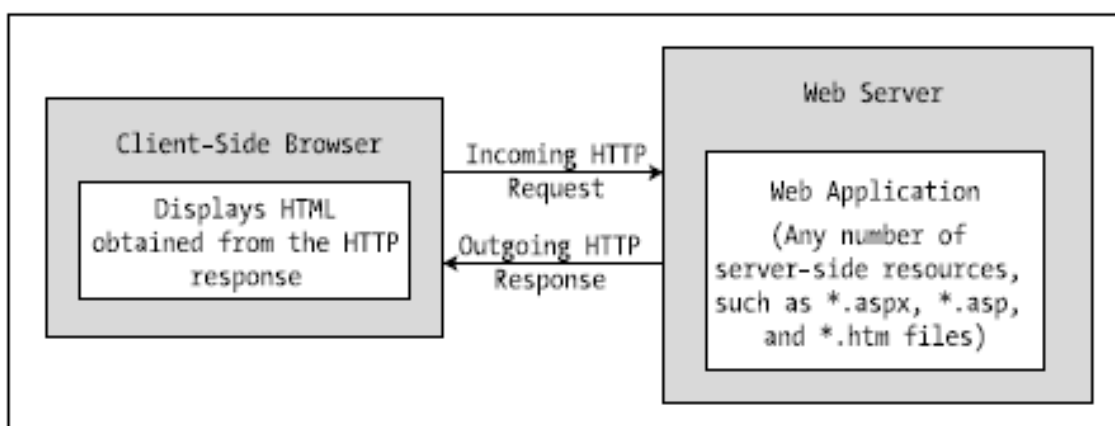 Client-Side Browser
Displays HTML
obtained from the HTTP
response
Incoming HTTP
Request
Outgoing HTTP
Response
Web Server
Web Application
(Any number of
server-side resources,
such as *.aspx, *.asp,
and *.htm files)